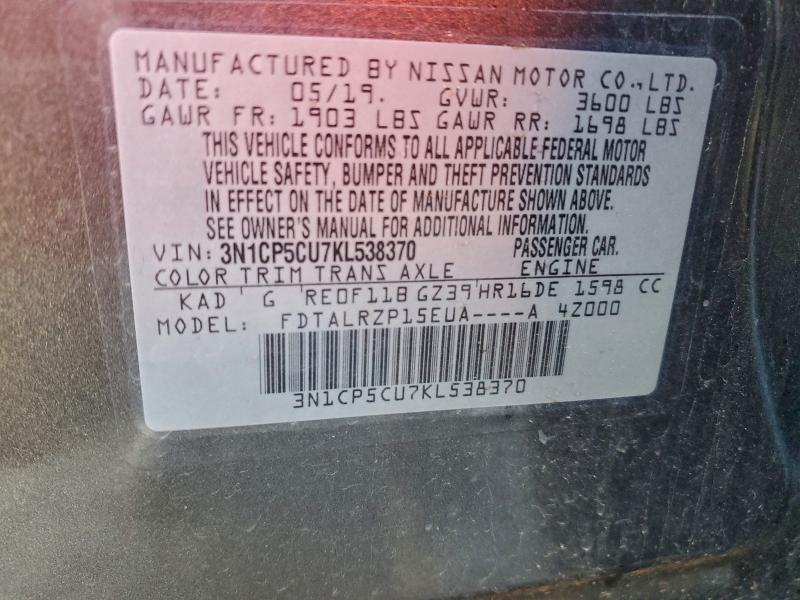 MANUFACTURED BY NISSAN MOTOR CO., LTD.
DATE: 05/19. GVWR: 3600 LBS
GAWR FR: 1903 LBS GAWR RR: 1698 LBS
THIS VEHICLE CONFORMS TO ALL APPLICABLE FEDERAL MOTOR
VEHICLE SAFETY, BUMPER AND THEFT PREVENTION STANDARDS
IN EFFECT ON THE DATE OF MANUFACTURE SHOWN ABOVE.
SEE OWNER'S MANUAL FOR ADDITIONAL INFORMATION.
VIN: 3N1CP5CU7KL538370 PASSENGER CAR.
COLOR TRIM TRANS AXLE ENGINE
KAD G RE0F11B GZ39 HR16DE 1598 CC
MODEL: FDTALRZP15EUA----A 4Z000
3N1CP5CU7KL538370